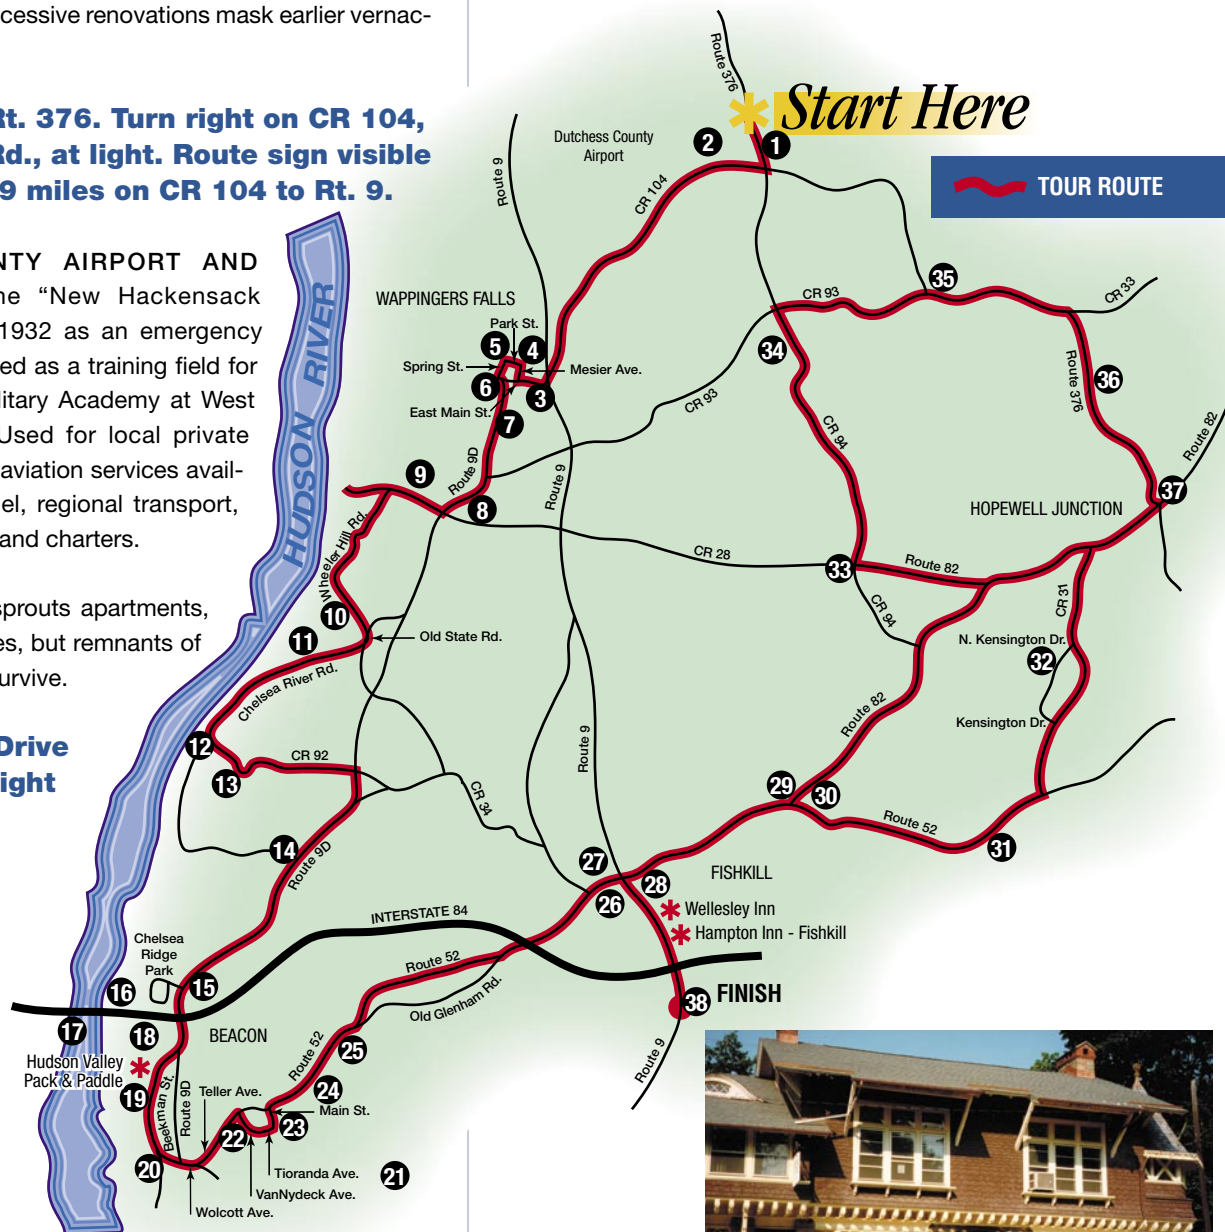 cessive renovations mask earlier vernac-
Rt. 376. Turn right on CR 104,
Rd., at light. Route sign visible
9 miles on CR 104 to Rt. 9.
NTY AIRPORT AND
he “New Hackensack
1932 as an emergency
ed as a training field for
litary Academy at West
Used for local private
aviation services avail-
el, regional transport,
and charters.
sprouts apartments,
es, but remnants of
urvive.
Drive
ight
Start Here
TOUR ROUTE
Route 376
1
2
Dutchess County
Airport
Route 9
CR 104
HUDSON RIVER
WAPPINGERS FALLS
Park St.
5
4
Spring St.
Mesier Ave.
6
3
East Main St.
7
CR 93
35
CR 33
34
CR 93
Route 376
36
CR 94
Route 82
9
Route 9D
8
Route 9
37
HOPEWELL JUNCTION
Wheeler Hill Rd.
CR 28
33
Route 82
10
11
Old State Rd.
CR 94
CR 31
N. Kensington Dr.
32
Chelsea River Rd.
Kensington Dr.
Route 82
12
13
CR 92
Route 9
CR 34
29
30
Route 52
31
14
Route 9D
27
28
26
FISHKILL
Wellesley Inn
Hampton Inn - Fishkill
INTERSTATE 84
Chelsea
Ridge
Park
16
15
Route 52
Old Glenham Rd.
38
FINISH
17
18
BEACON
Hudson Valley
Pack & Paddle
19
Route 52
25
Route 9
Beekman St.
Route 9D
Teller Ave.
24
Main St.
22
23
20
21
Tioranda Ave.
VanNydeck Ave.
Wolcott Ave.